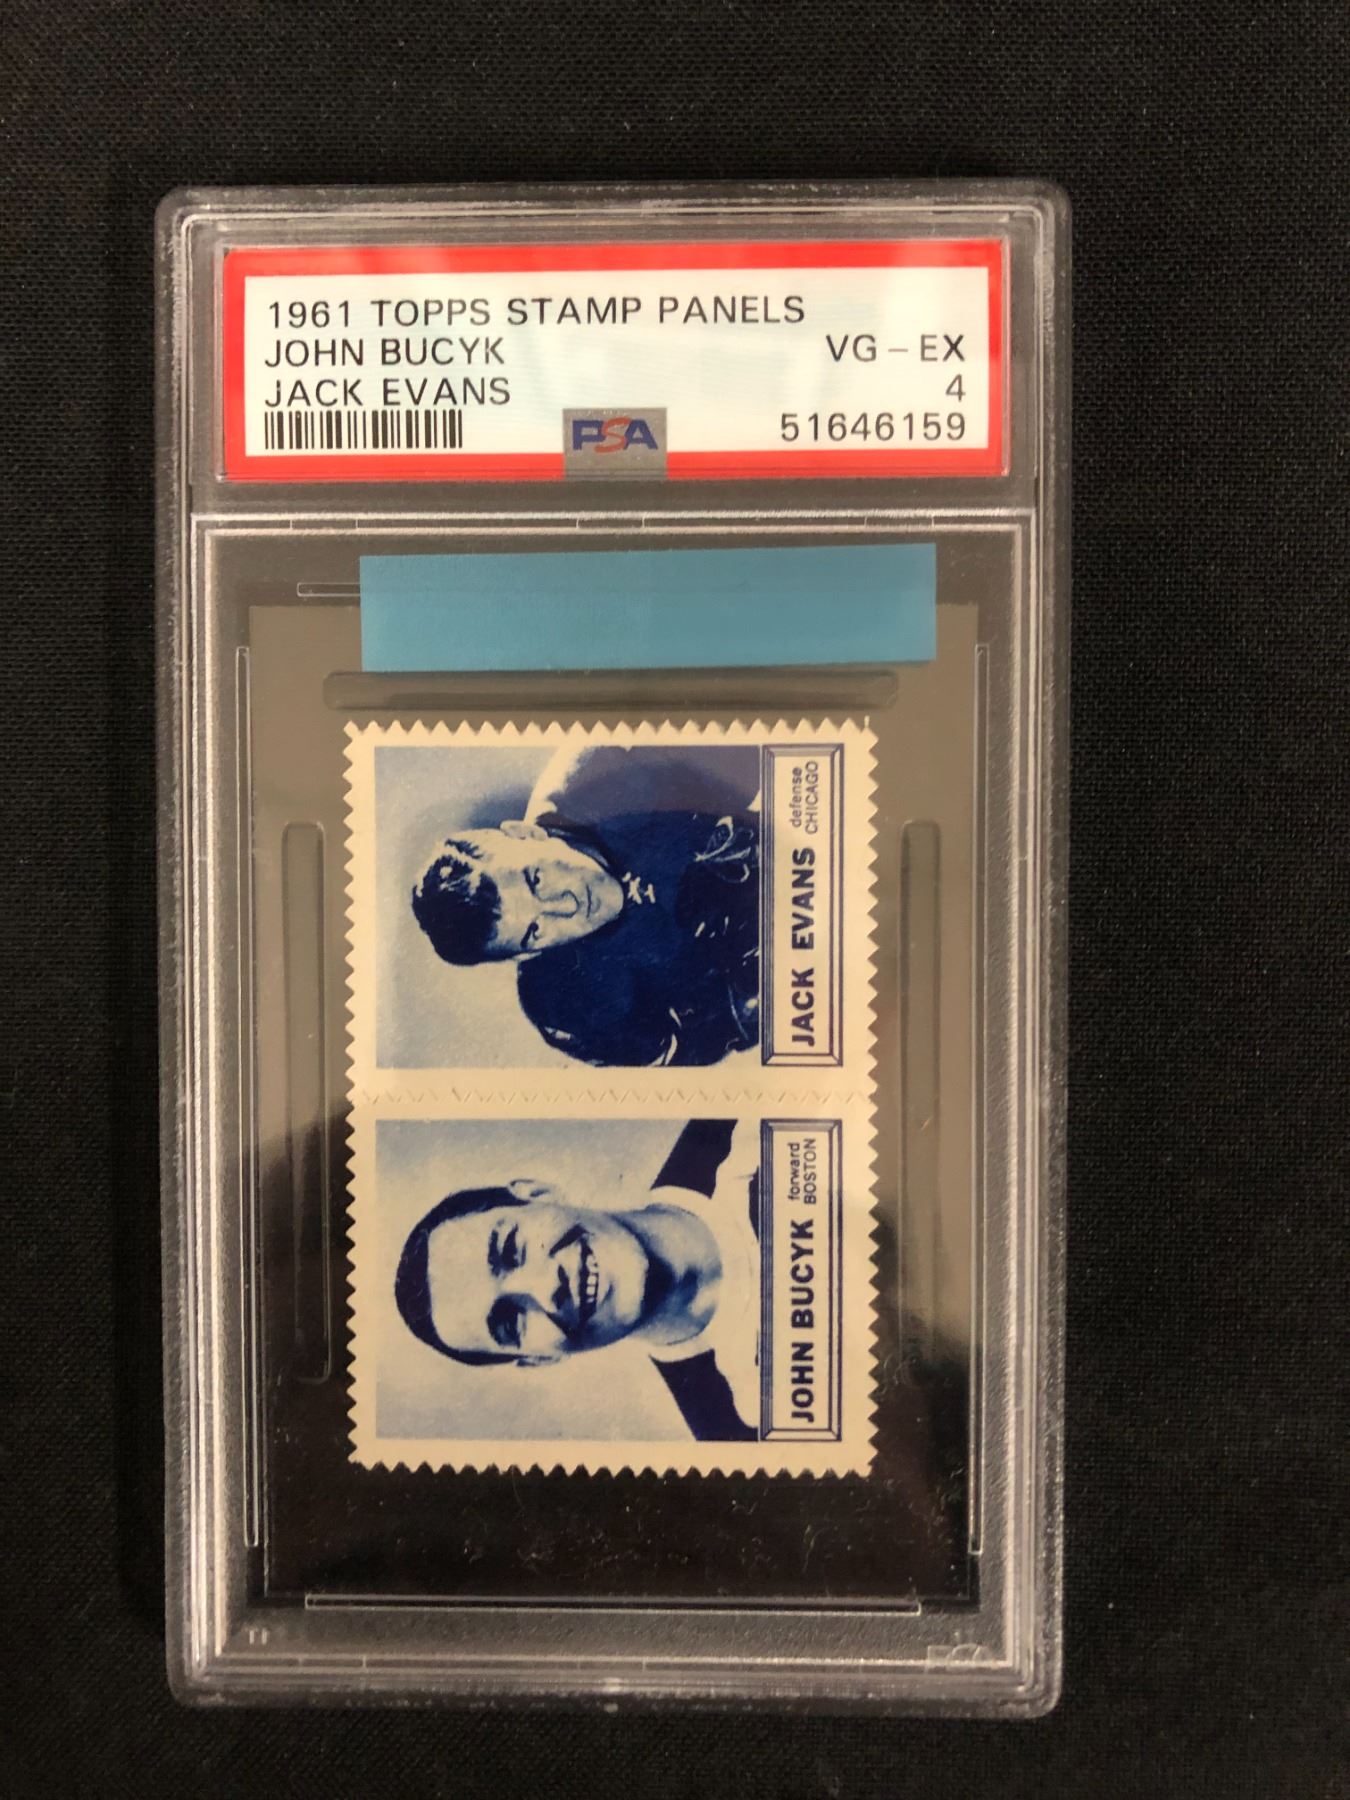 1961 TOPPS STAMP PANELS
JOHN BUCYK VG - EX
JACK EVANS 4
51646159
PSA
JACK EVANS defense
CHICAGO
JOHN BUCYK forward
BOSTON
PSA